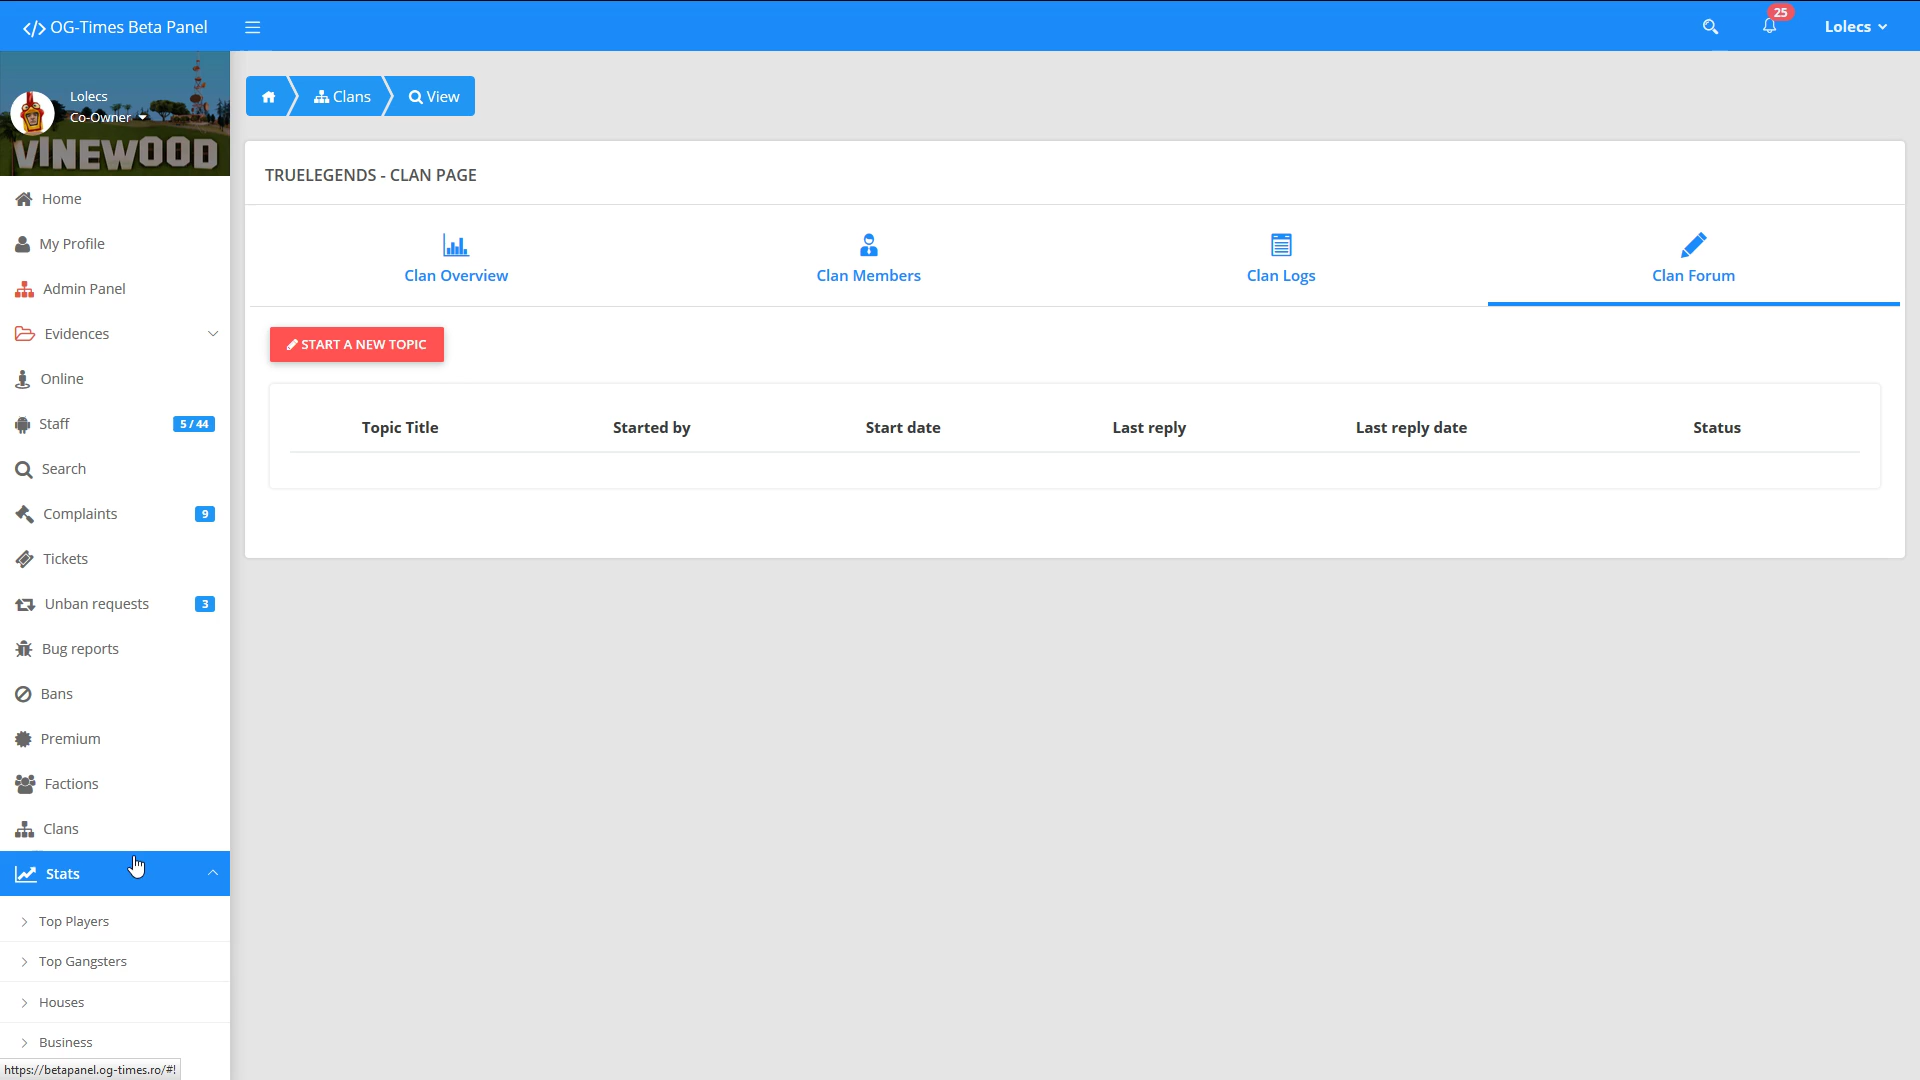 </> OG-Times Beta Panel
25
Lolecs
Lolecs
Co-Owner
VINEWOOD
Home
My Profile
Admin Panel
Evidences
Online
Staff 5 / 44
Search
Complaints 9
Tickets
Unban requests 3
Bug reports
Bans
Premium
Factions
Clans
Stats
Top Players
Top Gangsters
Houses
Business
https://betapanel.og-times.ro/#!
Clans
View
TRUELEGENDS - CLAN PAGE
Clan Overview
Clan Members
Clan Logs
Clan Forum
START A NEW TOPIC
Topic Title Started by Start date Last reply Last reply date Status